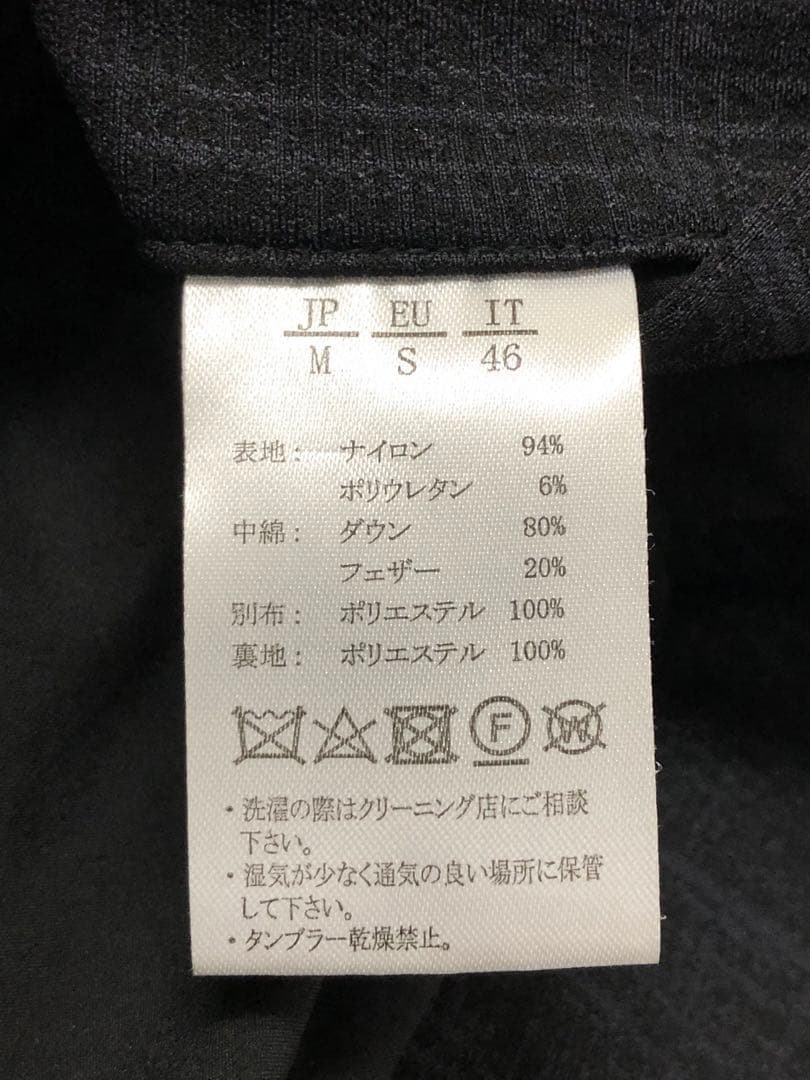 JP EU IT
M S 46
表地: ナイロン 94%
ポリウレタン 6%
中綿: ダウン 80%
フェザー 20%
別布: ポリエステル 100%
裏地: ポリエステル 100%
F W
・洗濯の際はクリーニング店にご相談
下さい。
・湿気が少なく通気の良い場所に保管
して下さい。
・タンブラー乾燥禁止。